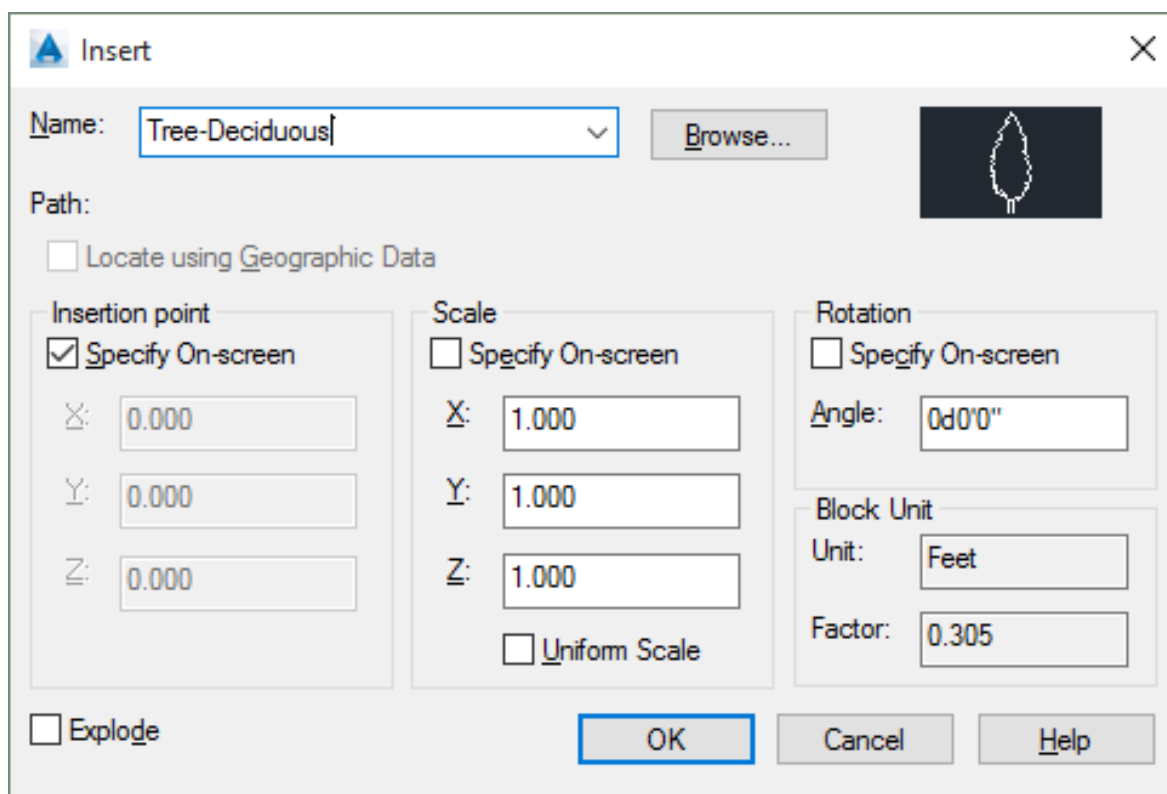 Insert
Name: Tree-Deciduous Browse...
Path:
Locate using Geographic Data
Insertion point
Specify On-screen
X: 0.000
Y: 0.000
Z: 0.000
Scale
Specify On-screen
X: 1.000
Y: 1.000
Z: 1.000
Uniform Scale
Rotation
Specify On-screen
Angle: 0d0'0"
Block Unit
Unit: Feet
Factor: 0.305
Explode
OK Cancel Help